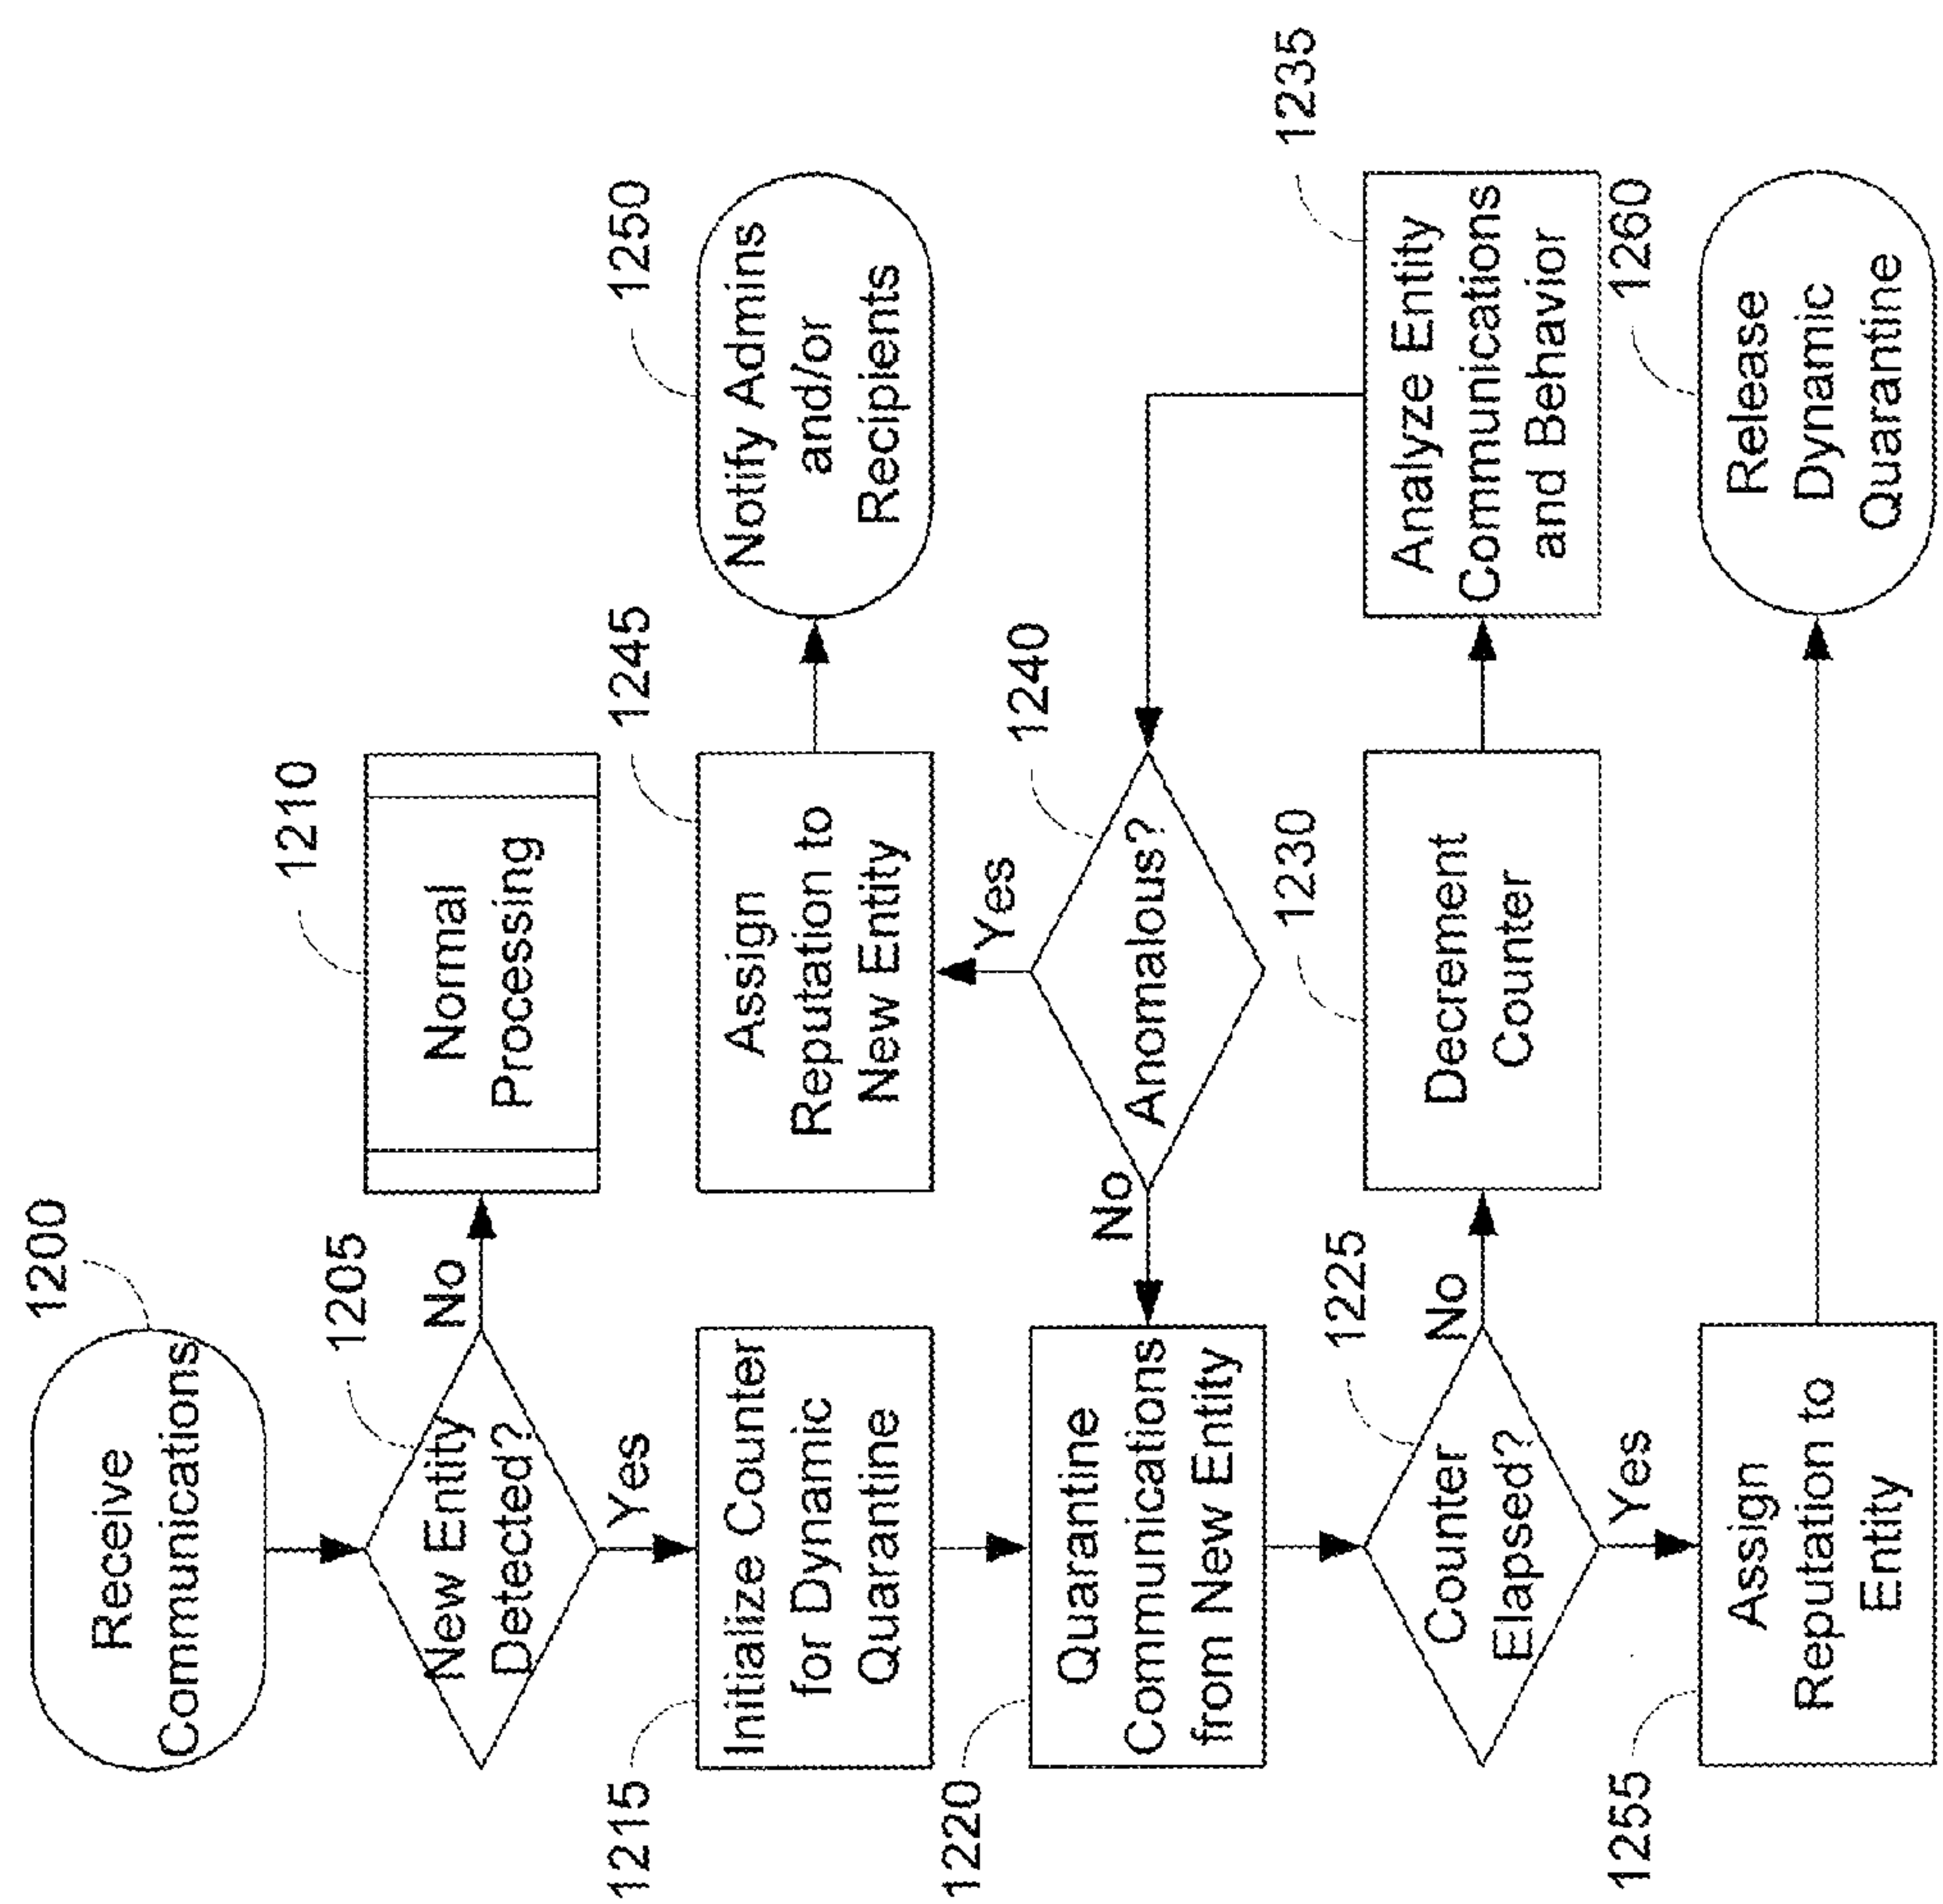 1200
Receive
Communications
1205
New Entity
Detected?
No
1210
Normal
Processing
Yes
1215
Initialize Counter
for Dynamic
Quarantine
1220
Quarantine
Communications
from New Entity
1225
Counter
Elapsed?
No
1230
Decrement
Counter
1235
Analyze Entity
Communications
and Behavior
1240
Anomalous?
No
Yes
1245
Assign
Reputation to
New Entity
1250
Notify Admins
and/or
Recipients
Yes
1255
Assign
Reputation to
Entity
1260
Release
Dynamic
Quarantine